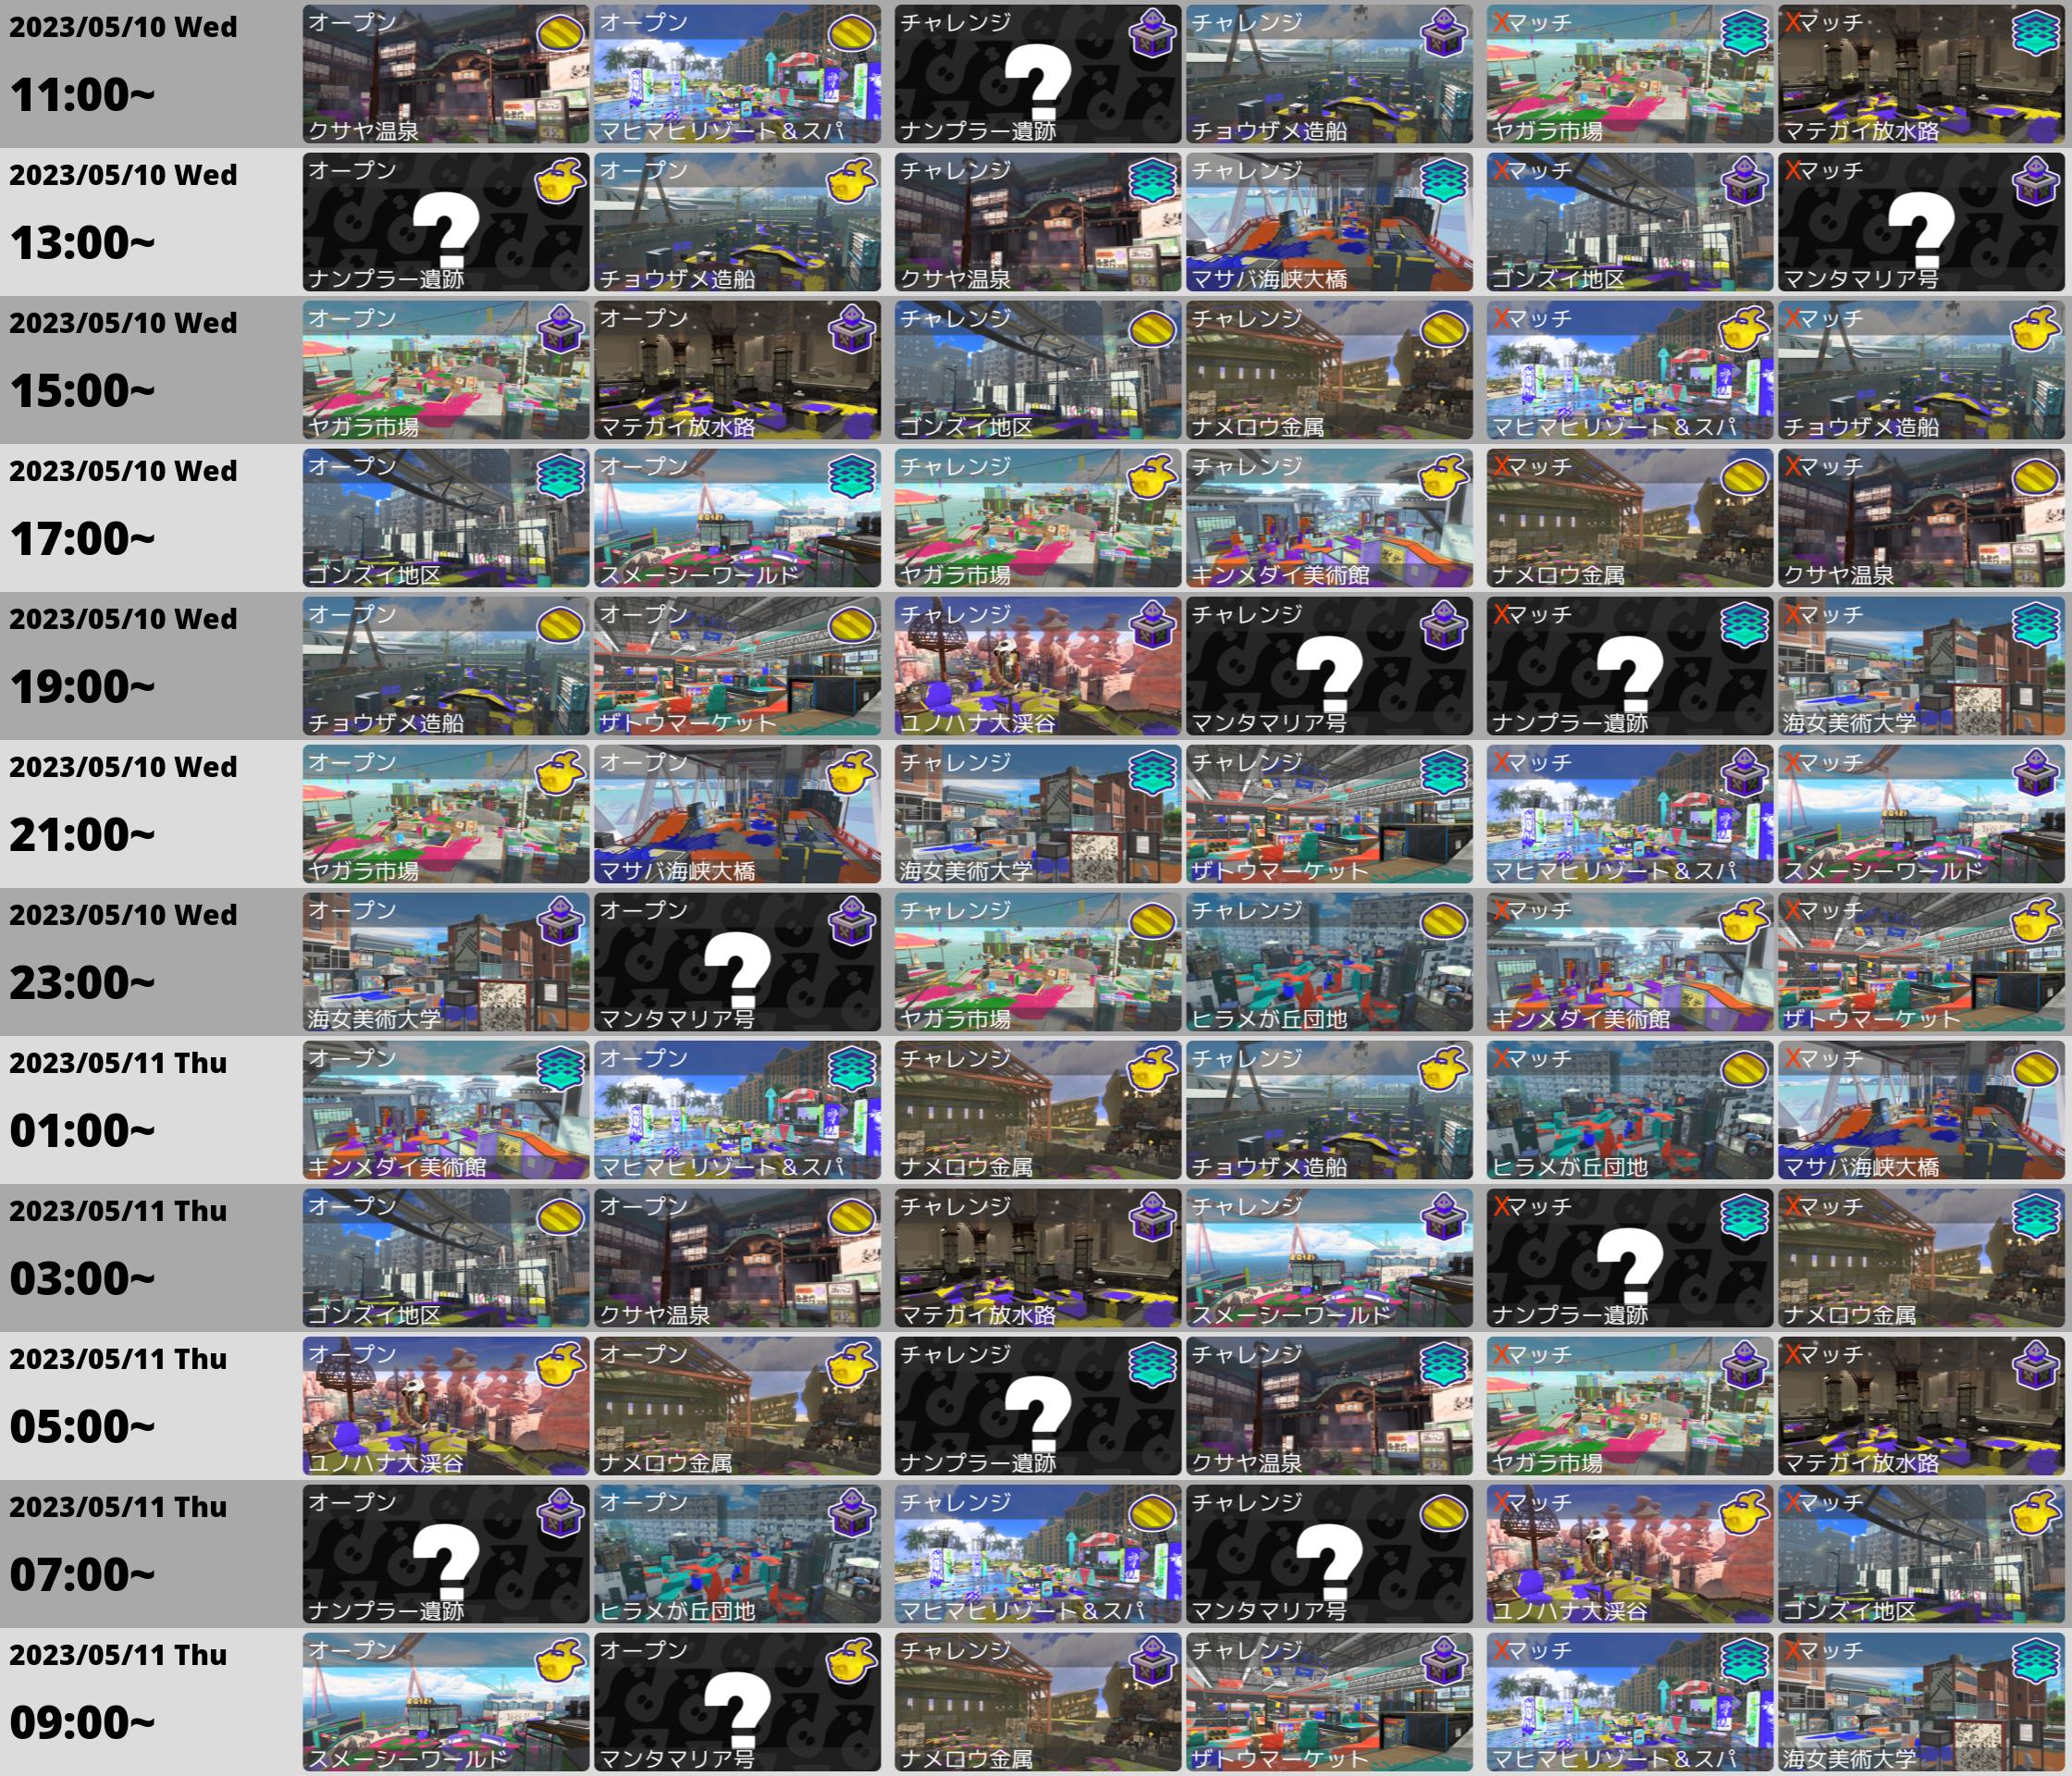 2023/05/10 Wed
11:00~
オープン
クサヤ温泉
オープン
マヒマヒリゾート＆スパ
チャレンジ
ナンプラー遺跡
チャレンジ
チョウザメ造船
Xマッチ
ヤガラ市場
Xマッチ
マテガイ放水路
2023/05/10 Wed
13:00~
オープン
ナンプラー遺跡
オープン
チョウザメ造船
チャレンジ
クサヤ温泉
チャレンジ
マサバ海峡大橋
Xマッチ
ゴンズイ地区
Xマッチ
マンタマリア号
2023/05/10 Wed
15:00~
オープン
ヤガラ市場
オープン
マテガイ放水路
チャレンジ
ゴンズイ地区
チャレンジ
ナメロウ金属
Xマッチ
マヒマヒリゾート＆スパ
Xマッチ
チョウザメ造船
2023/05/10 Wed
17:00~
オープン
ゴンズイ地区
オープン
スメーシーワールド
チャレンジ
ヤガラ市場
チャレンジ
キンメダイ美術館
Xマッチ
ナメロウ金属
Xマッチ
クサヤ温泉
2023/05/10 Wed
19:00~
オープン
チョウザメ造船
オープン
ザトウマーケット
チャレンジ
ユノハナ大渓谷
チャレンジ
マンタマリア号
Xマッチ
ナンプラー遺跡
Xマッチ
海女美術大学
2023/05/10 Wed
21:00~
オープン
ヤガラ市場
オープン
マサバ海峡大橋
チャレンジ
海女美術大学
チャレンジ
ザトウマーケット
Xマッチ
マヒマヒリゾート＆スパ
Xマッチ
スメーシーワールド
2023/05/10 Wed
23:00~
オープン
海女美術大学
オープン
マンタマリア号
チャレンジ
ヤガラ市場
チャレンジ
ヒラメが丘団地
Xマッチ
キンメダイ美術館
Xマッチ
ザトウマーケット
2023/05/11 Thu
01:00~
オープン
キンメダイ美術館
オープン
マヒマヒリゾート＆スパ
チャレンジ
ナメロウ金属
チャレンジ
チョウザメ造船
Xマッチ
ヒラメが丘団地
Xマッチ
マサバ海峡大橋
2023/05/11 Thu
03:00~
オープン
ゴンズイ地区
オープン
クサヤ温泉
チャレンジ
マテガイ放水路
チャレンジ
スメーシーワールド
Xマッチ
ナンプラー遺跡
Xマッチ
ナメロウ金属
2023/05/11 Thu
05:00~
オープン
ユノハナ大渓谷
オープン
ナメロウ金属
チャレンジ
ナンプラー遺跡
チャレンジ
クサヤ温泉
Xマッチ
ヤガラ市場
Xマッチ
マテガイ放水路
2023/05/11 Thu
07:00~
オープン
ナンプラー遺跡
オープン
ヒラメが丘団地
チャレンジ
マヒマヒリゾート＆スパ
チャレンジ
マンタマリア号
Xマッチ
ユノハナ大渓谷
Xマッチ
ゴンズイ地区
2023/05/11 Thu
09:00~
オープン
スメーシーワールド
オープン
マンタマリア号
チャレンジ
ナメロウ金属
チャレンジ
ザトウマーケット
Xマッチ
マヒマヒリゾート＆スパ
Xマッチ
海女美術大学